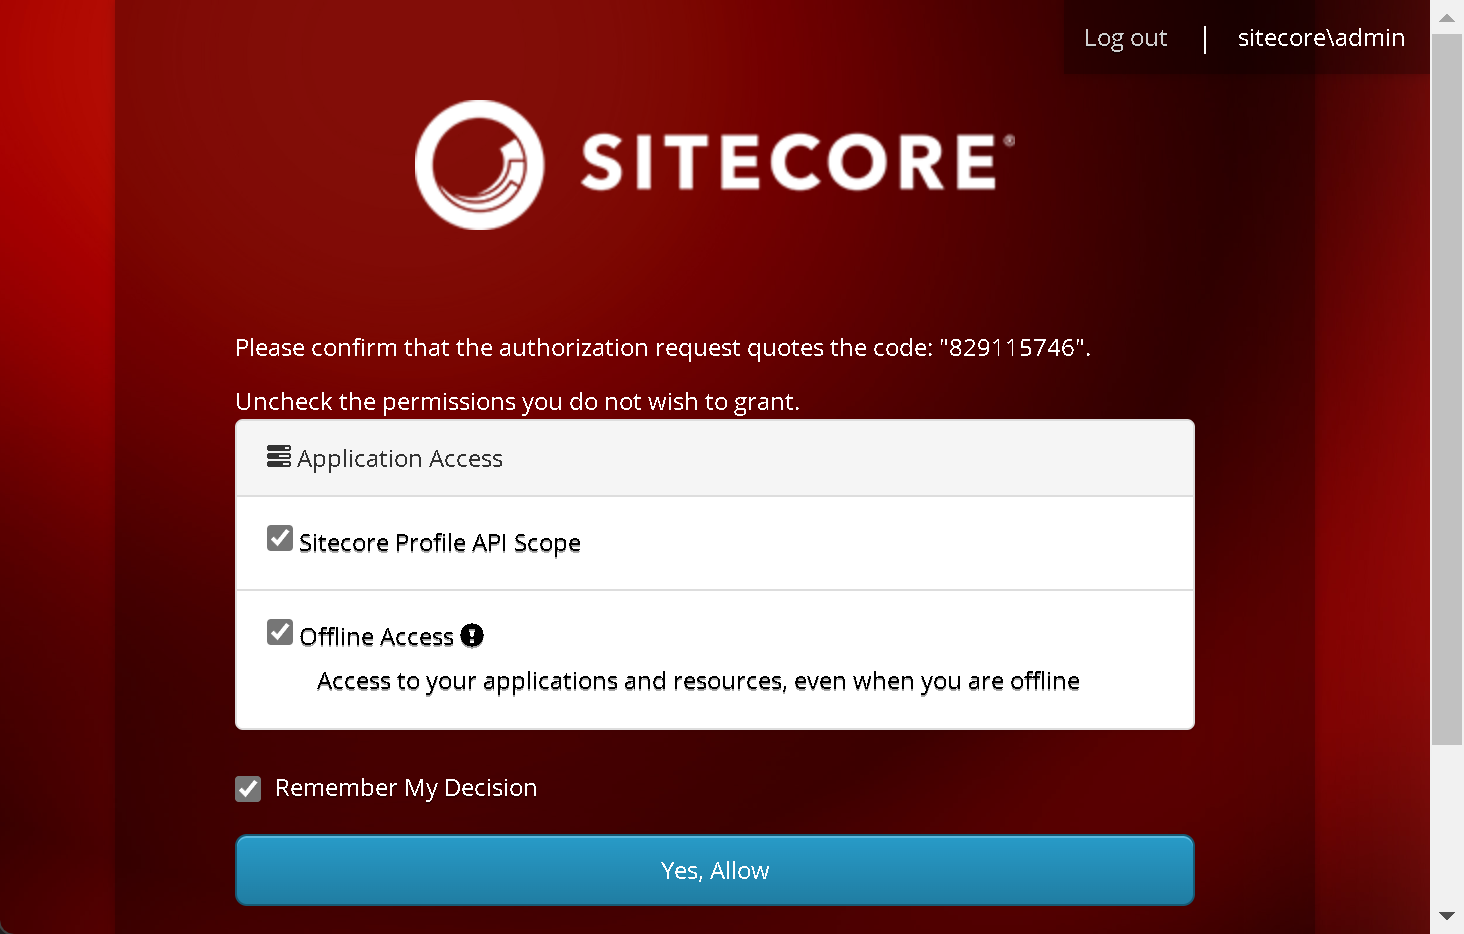 Log out | sitecore\admin
SITECORE
Please confirm that the authorization request quotes the code: "829115746".
Uncheck the permissions you do not wish to grant.
Application Access
Sitecore Profile API Scope
Offline Access
Access to your applications and resources, even when you are offline
Remember My Decision
Yes, Allow